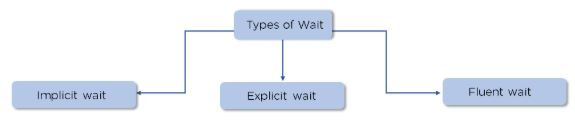 Types of Wait
Implicit wait
Explicit wait
Fluent wait